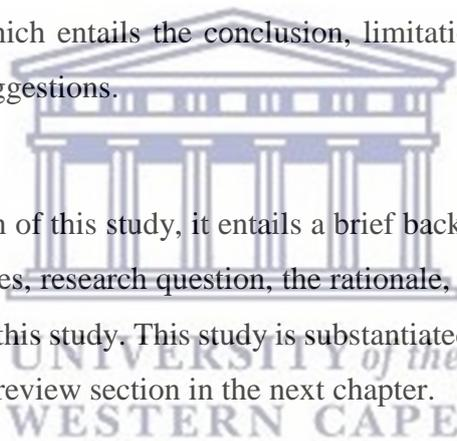 hich entails the conclusion, limitati
ggestions.
n of this study, it entails a brief back
es, research question, the rationale,
this study. This study is substantiated
review section in the next chapter.
UNIVERSITY of the
WESTERN CAPE